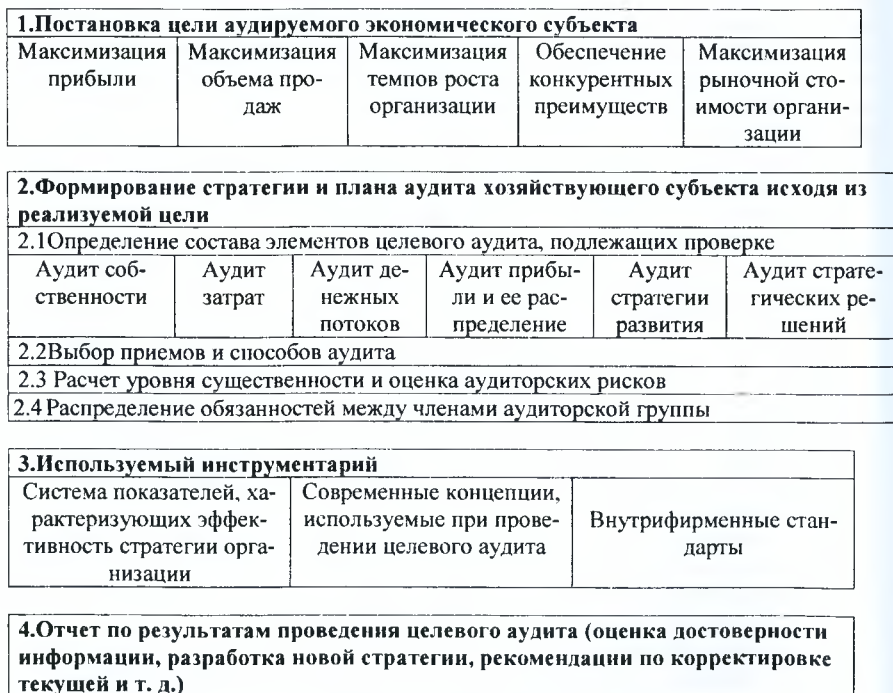 1.Постановка цели аудируемого экономического субъекта
Максимизация прибыли
Максимизация объема про-
даж
Максимизация темпов роста организации
Обеспечение конкурентных преимуществ
Максимизация рыночной сто-
имости органи-
зации
2.Формирование стратегии и плана аудита хозяйствующего субъекта исходя из
реализуемой цели
2.1Определение состава элементов целевого аудита, подлежащих проверке
Аудит соб-
ственности
Аудит
затрат
Аудит де-
нежных
потоков
Аудит прибы-
ли и ее рас-
пределение
Аудит
стратегии
развития
Аудит страте-
гических ре-
шений
2.2Выбор приемов и способов аудита
2.3 Расчет уровня существенности и оценка аудиторских рисков
2.4 Распределение обязанностей между членами аудиторской группы
3.Используемый инструментарий
Система показателей, ха-
рактеризующих эффек-
тивность стратегии орга-
низации
Современные концепции,
используемые при прове-
дении целевого аудита
Внутрифирменные стан-
дарты
4.Отчет по результатам проведения целевого аудита (оценка достоверности
информации, разработка новой стратегии, рекомендации по корректировке
текущей и т. д.)